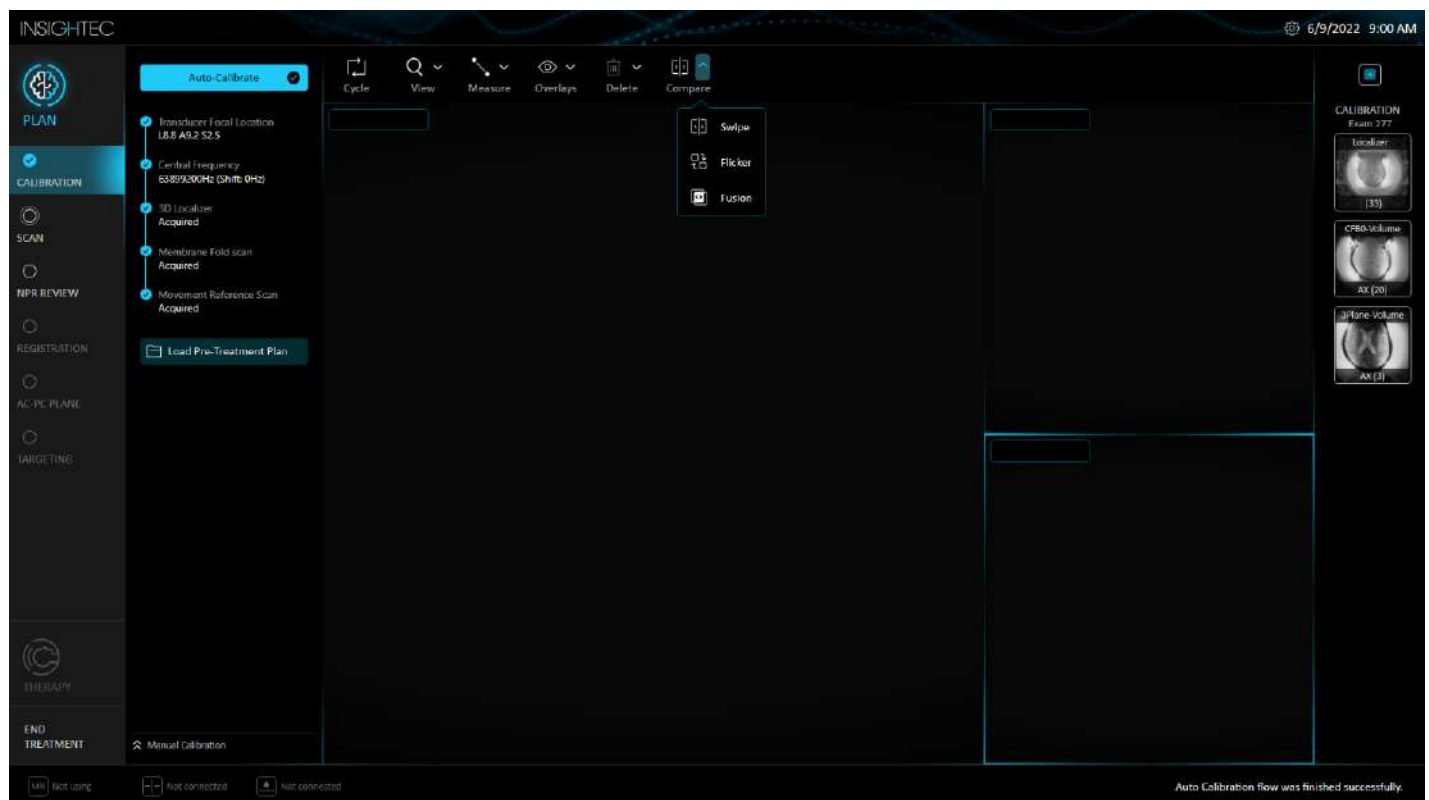 INSIGHTEC
6/9/2022 9:00 AM
PLAN
CALIBRATION
SCAN
NPR REVIEW
REGISTRATION
AC-PC PLANE
TARGETING
THERAPY
END
TREATMENT
Auto-Calibrate
Transducer Focal Location
L8.8 A9.2 S2.5
Central Frequency
63899200Hz (Shift: 0Hz)
3D Localizer
Acquired
Membrane Fold scan
Acquired
Movement Reference Scan
Acquired
Load Pre-Treatment Plan
Manual Calibration
Cycle
View
Measure
Overlays
Delete
Compare
Swipe
Flicker
Fusion
CALIBRATION
Exam 277
Localizer
(33)
CFB0-Volume
AX (20)
3Plane-Volume
AX (3)
Not using
Not connected
Not connected
Auto Calibration flow was finished successfully.